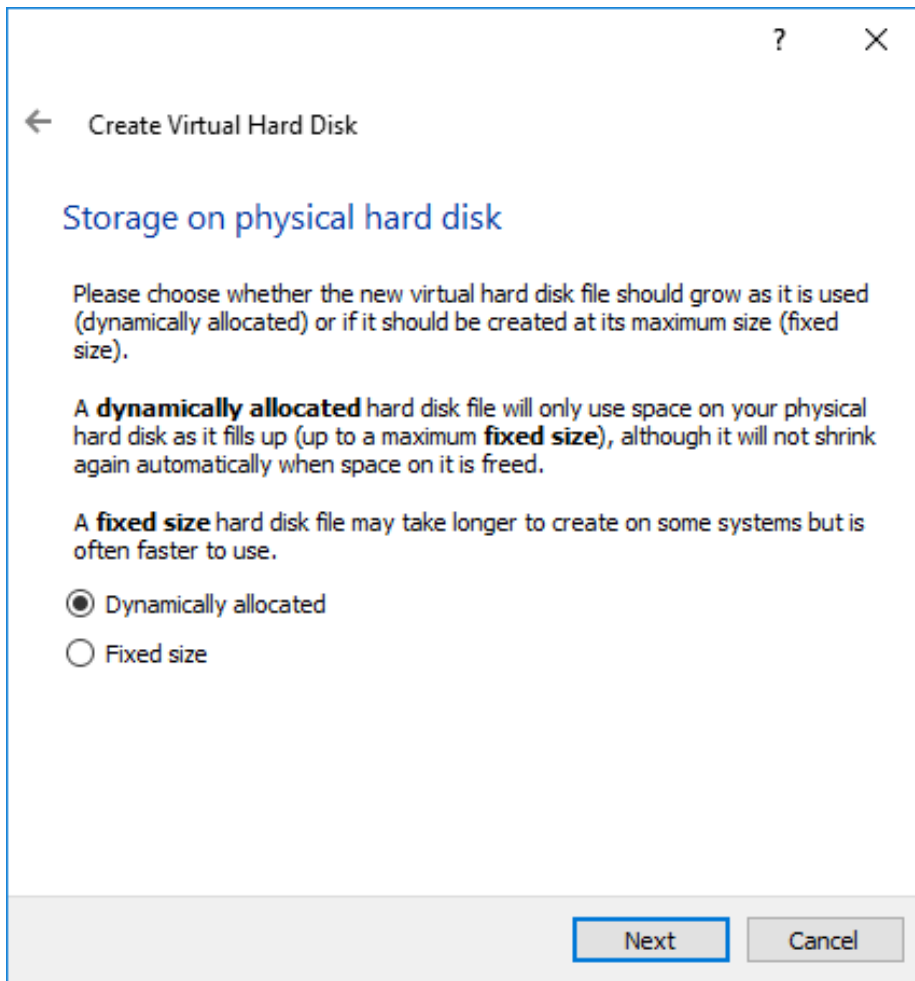 ?
Create Virtual Hard Disk
Storage on physical hard disk
Please choose whether the new virtual hard disk file should grow as it is used
(dynamically allocated) or if it should be created at its maximum size (fixed
size).
A dynamically allocated hard disk file will only use space on your physical
hard disk as it fills up (up to a maximum fixed size), although it will not shrink
again automatically when space on it is freed.
A fixed size hard disk file may take longer to create on some systems but is
often faster to use.
Dynamically allocated
Fixed size
Next
Cancel